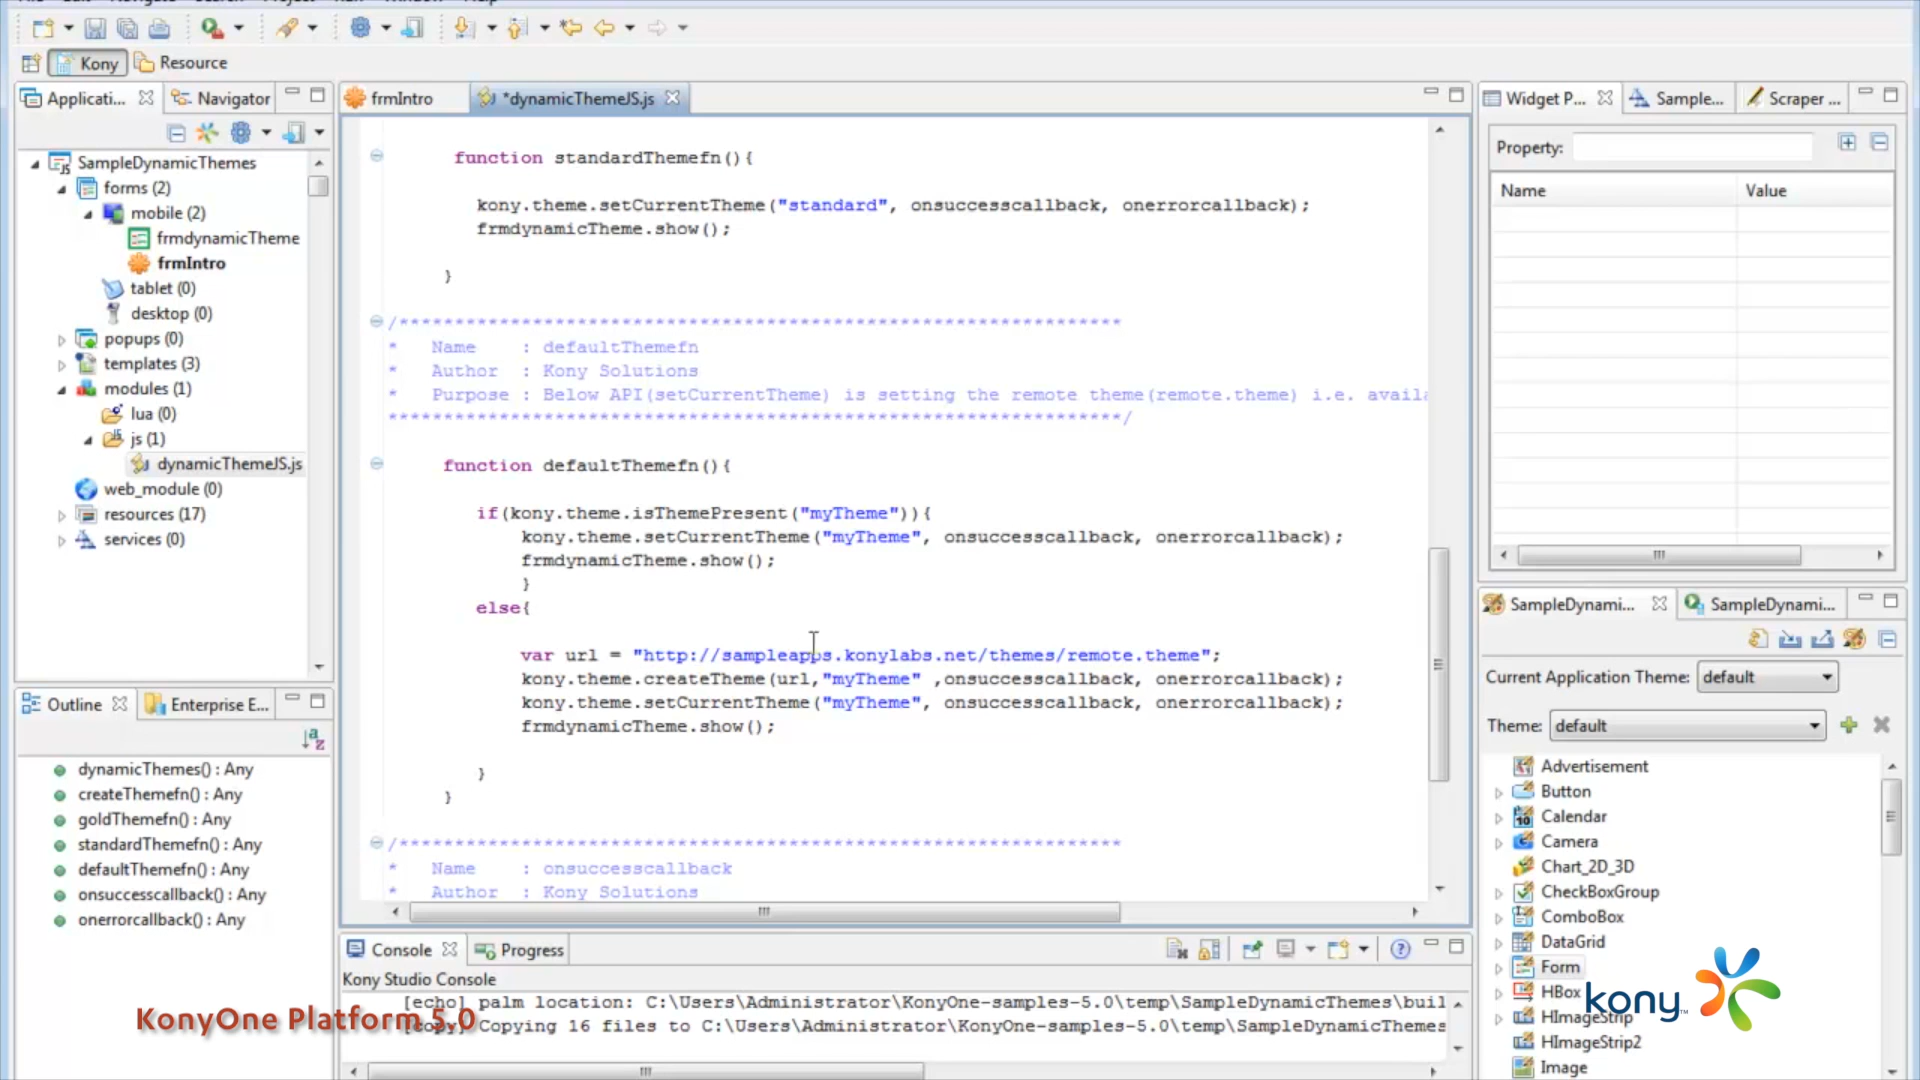 Kony
Resource
Applicati...
Navigator
SampleDynamicThemes
forms (2)
mobile (2)
frmdynamicTheme
frmIntro
tablet (0)
desktop (0)
popups (0)
templates (3)
modules (1)
lua (0)
js (1)
dynamicThemeJS.js
web_module (0)
resources (17)
services (0)
Outline
Enterprise E...
dynamicThemes() : Any
createThemefn() : Any
goldThemefn() : Any
standardThemefn() : Any
defaultThemefn() : Any
onsuccesscallback() : Any
onerrorcallback() : Any
frmIntro
*dynamicThemeJS.js
function standardThemefn(){
kony.theme.setCurrentTheme("standard", onsuccesscallback, onerrorcallback);
frmdynamicTheme.show();
}
/*****************************************************************
* Name : defaultThemefn
* Author : Kony Solutions
* Purpose : Below API(setCurrentTheme) is setting the remote theme(remote.theme) i.e. availa
******************************************************************/
function defaultThemefn(){
if(kony.theme.isThemePresent("myTheme")){
kony.theme.setCurrentTheme("myTheme", onsuccesscallback, onerrorcallback);
frmdynamicTheme.show();
}
else{
var url = "http://sampleapps.konylabs.net/themes/remote.theme";
kony.theme.createTheme(url,"myTheme" ,onsuccesscallback, onerrorcallback);
kony.theme.setCurrentTheme("myTheme", onsuccesscallback, onerrorcallback);
frmdynamicTheme.show();
}
}
/*****************************************************************
* Name : onsuccesscallback
* Author : Kony Solutions
Console
Progress
Kony Studio Console
[echo] palm location: C:\Users\Administrator\KonyOne-samples-5.0\temp\SampleDynamicThemes\buil
[copy] Copying 16 files to C:\Users\Administrator\KonyOne-samples-5.0\temp\SampleDynamicThemes
KonyOne Platform 5.0
Widget P...
Sample...
Scraper ...
Property:
Name Value
SampleDynami...
SampleDynami...
Current Application Theme: default
Theme: default
Advertisement
Button
Calendar
Camera
Chart_2D_3D
CheckBoxGroup
ComboBox
DataGrid
Form
HBox
HImageStrip
HImageStrip2
Image
kony™